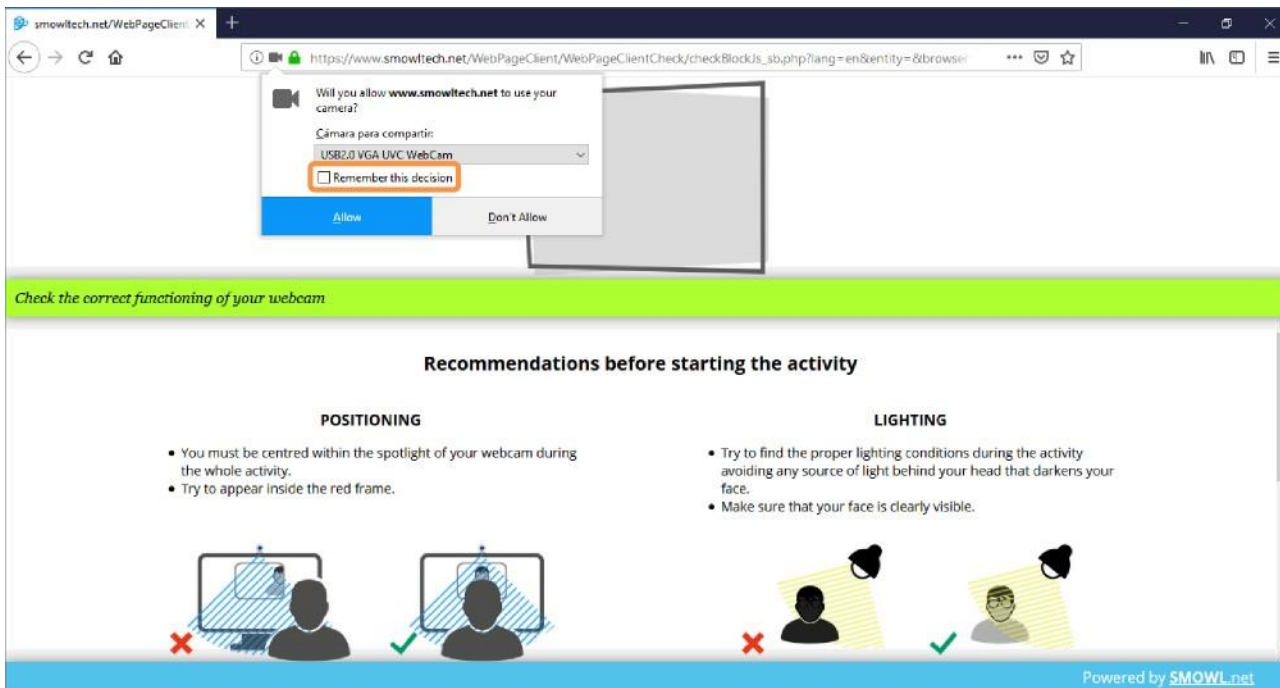 smowltech.net/WebPageClient
https://www.smowltech.net/WebPageClient/WebPageClientCheck/checkBlockJs_sb.php?lang=en&entity=&browser
Will you allow www.smowltech.net to use your
camera?
Cámara para compartir:
USB2.0 VGA UVC WebCam
Remember this decision
Allow
Don't Allow
Check the correct functioning of your webcam
Recommendations before starting the activity
POSITIONING
• You must be centred within the spotlight of your webcam during
the whole activity.
• Try to appear inside the red frame.
LIGHTING
• Try to find the proper lighting conditions during the activity
avoiding any source of light behind your head that darkens your
face.
• Make sure that your face is clearly visible.
Powered by SMOWL.net